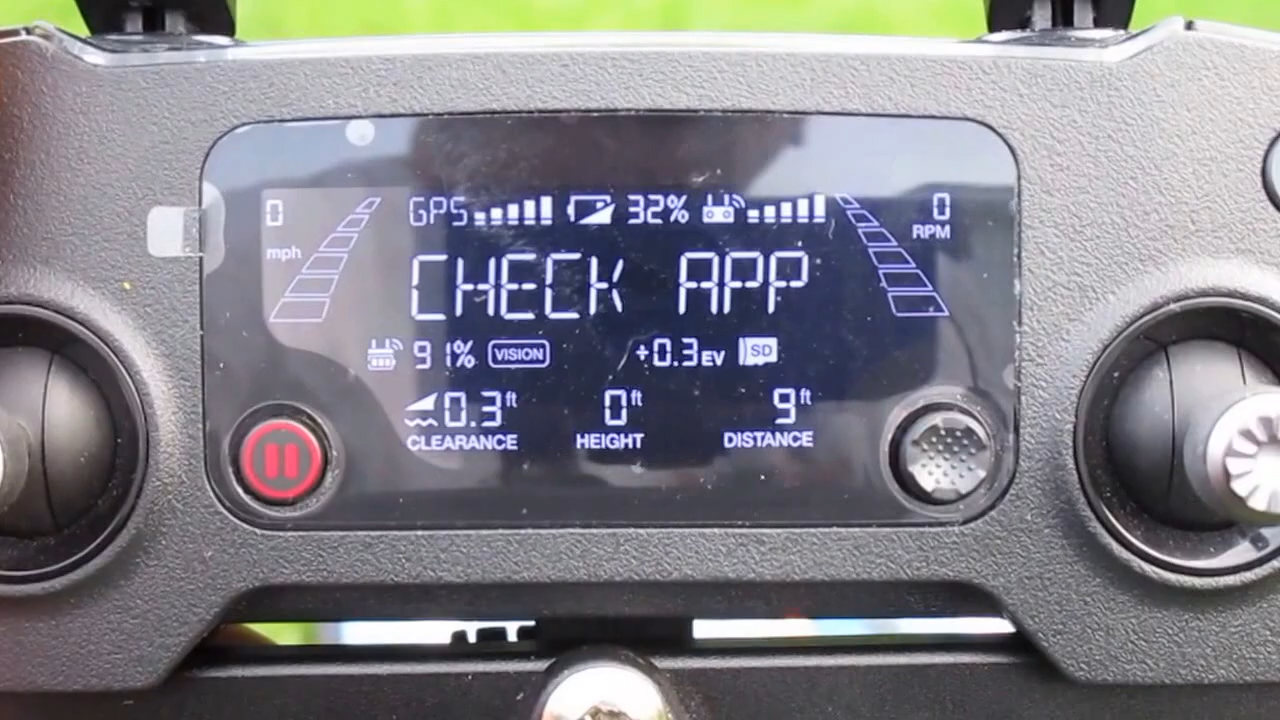 0 GPS 32% 0
mph RPM
CHECK APP
91% VISION +0.3EV SD
0.3ft 0ft 9ft
CLEARANCE HEIGHT DISTANCE